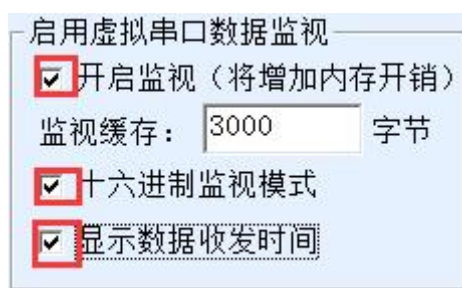 启用虚拟串口数据监视
开启监视（将增加内存开销）
监视缓存： 3000 字节
十六进制监视模式
显示数据收发时间